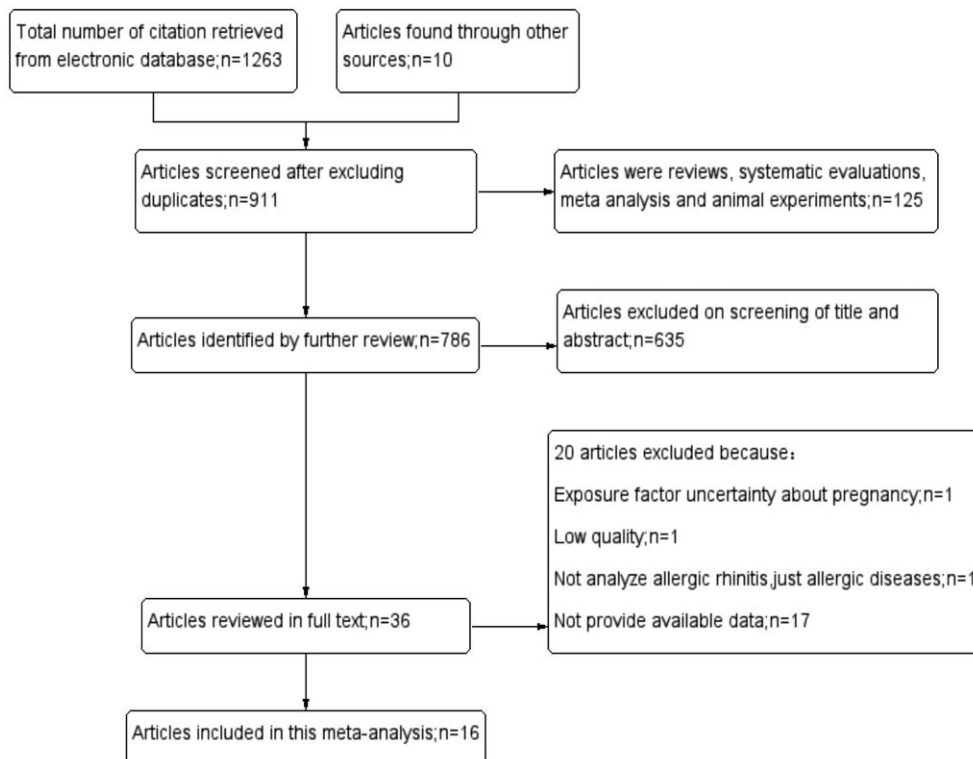 Total number of citation retrieved
from electronic database;n=1263
Articles found through other
sources;n=10
Articles screened after excluding
duplicates;n=911
Articles were reviews, systematic evaluations,
meta analysis and animal experiments;n=125
Articles identified by further review;n=786
Articles excluded on screening of title and
abstract;n=635
20 articles excluded because：
Exposure factor uncertainty about pregnancy;n=1
Low quality;n=1
Not analyze allergic rhinitis,just allergic diseases;n=1
Not provide available data;n=17
Articles reviewed in full text;n=36
Articles included in this meta-analysis;n=16